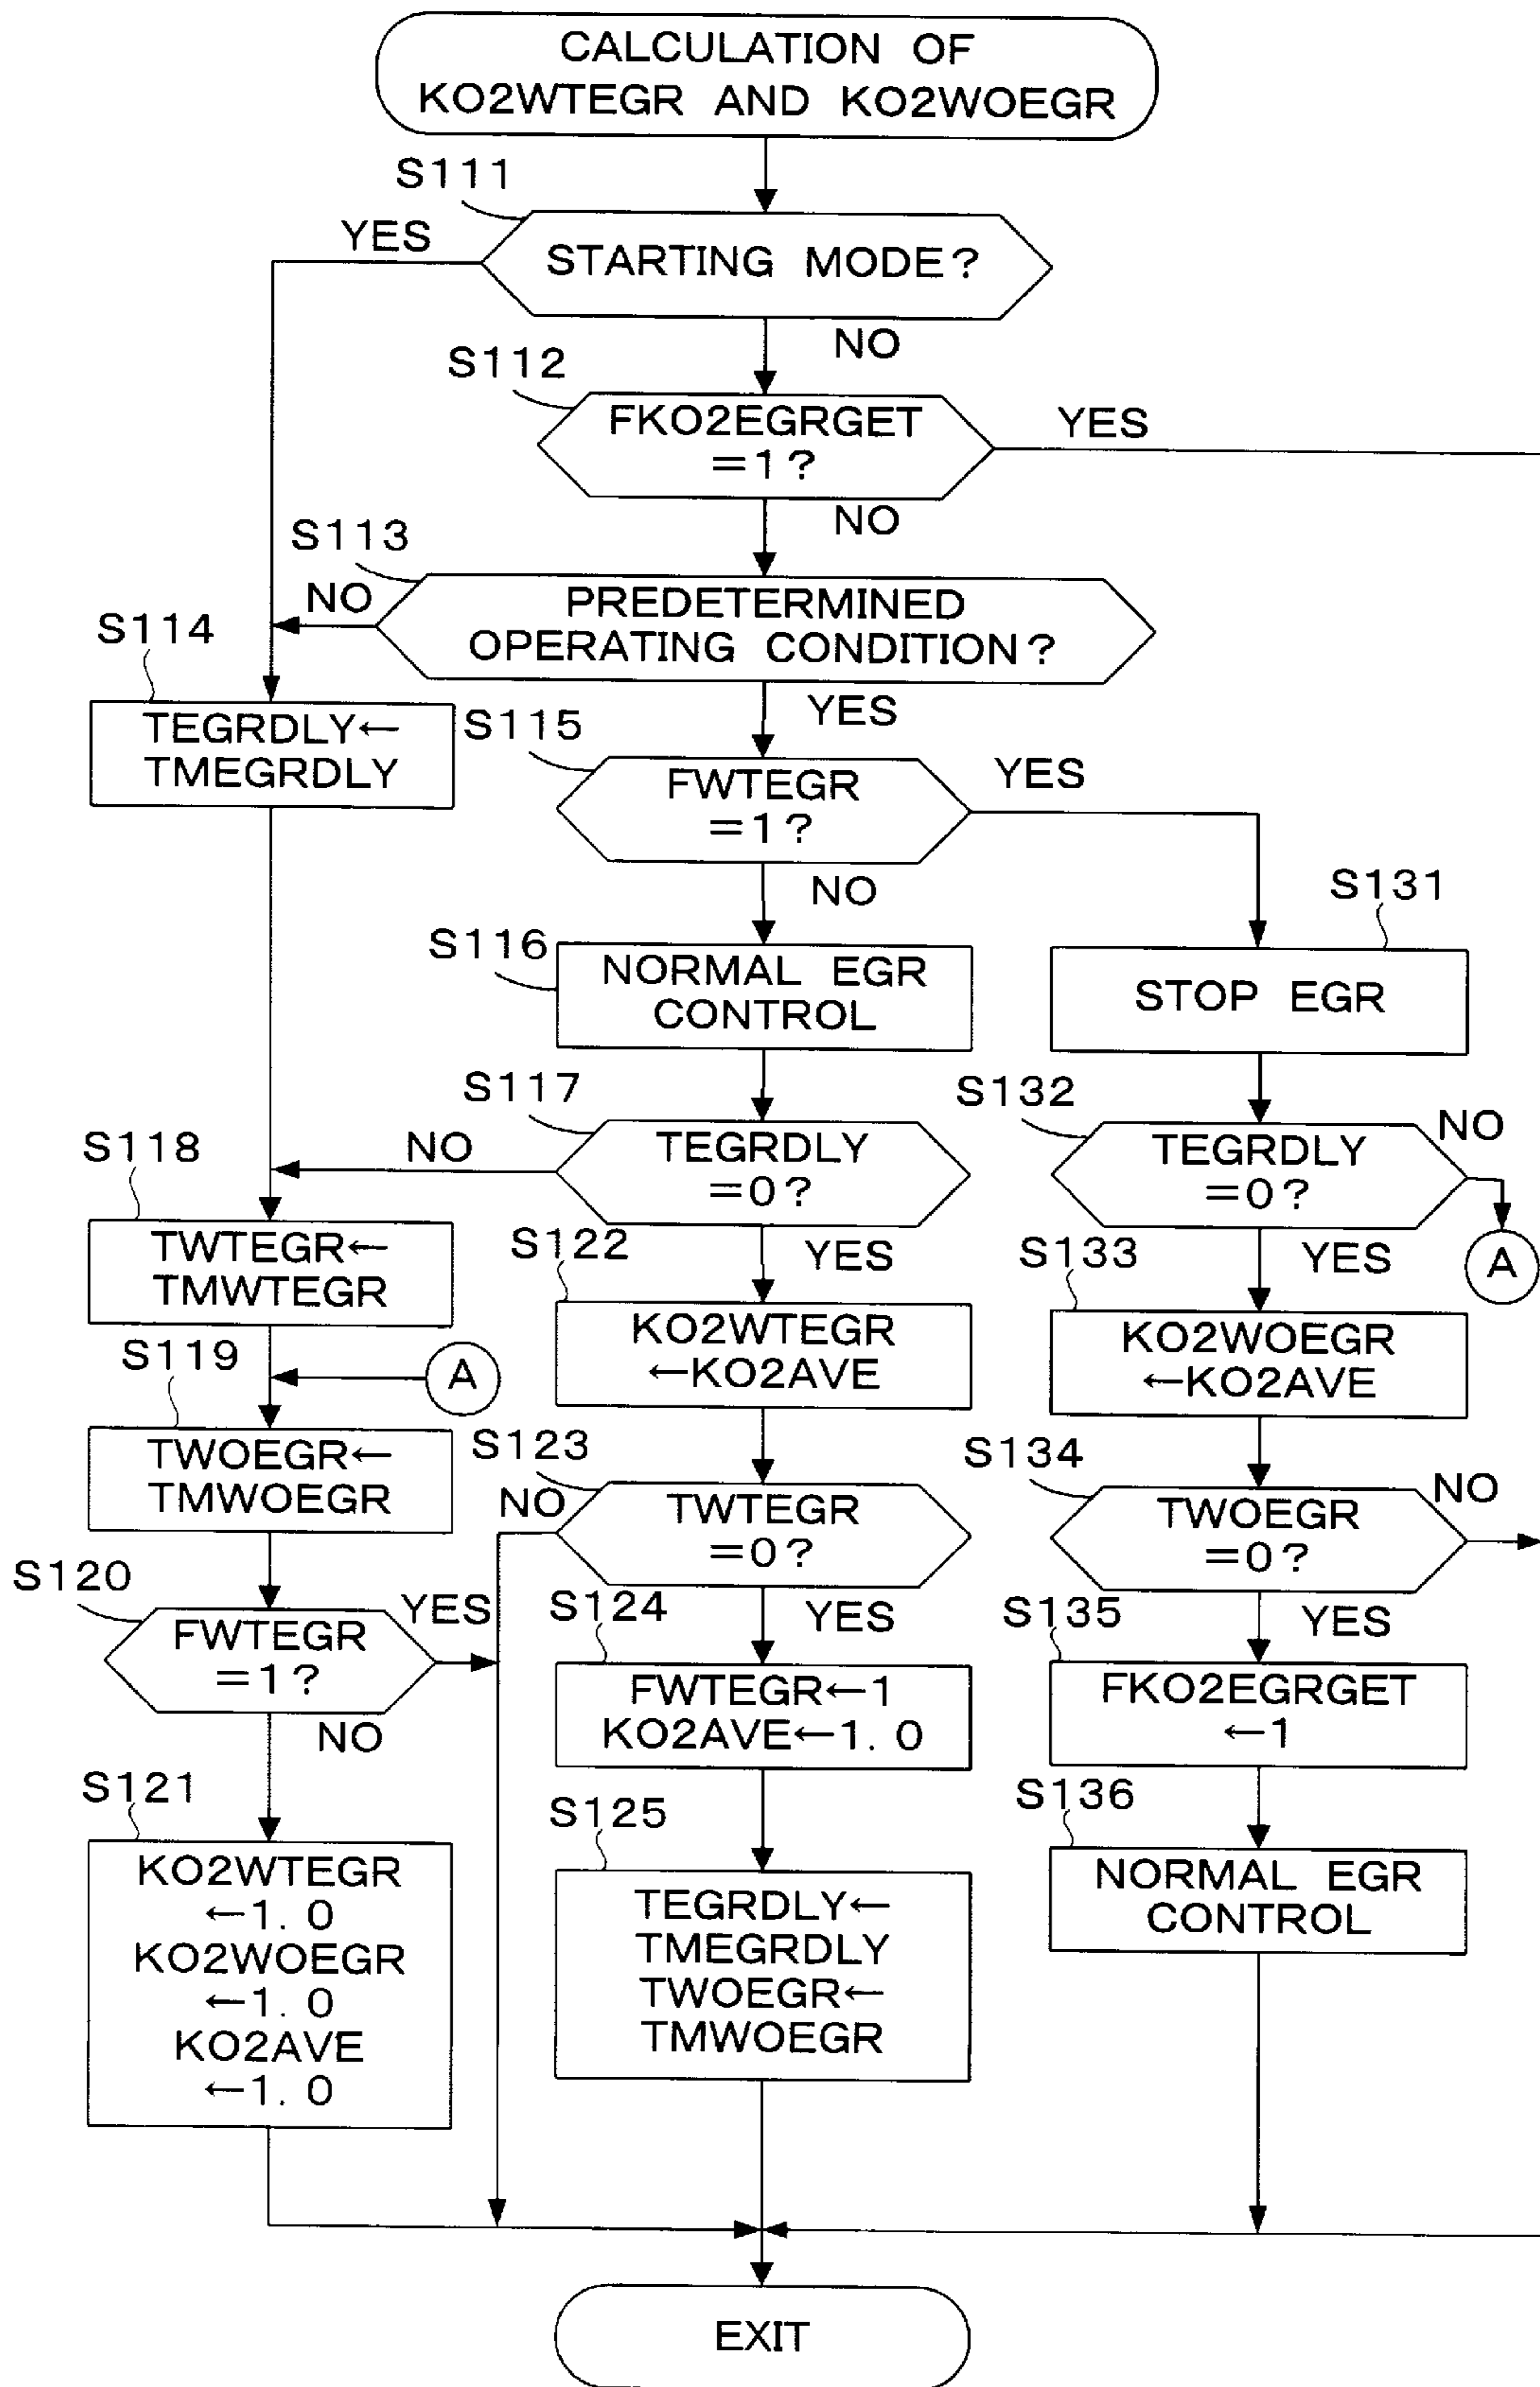 CALCULATION OF
KO2WTEGR AND KO2WOEGR
S111
YES
STARTING MODE?
NO
S112
FKO2EGRGET
=1?
YES
NO
S113
NO
PREDETERMINED
OPERATING CONDITION?
YES
S114
TEGRDLY←
TMEGRDLY
S115
FWTEGR
=1?
YES
NO
S116
NORMAL EGR
CONTROL
S131
STOP EGR
S117
NO
TEGRDLY
=0?
YES
S132
TEGRDLY
=0?
NO
A
YES
S118
TWTEGR←
TMWTEGR
S122
KO2WTEGR
←KO2AVE
S133
KO2WOEGR
←KO2AVE
S119
A
TWOEGR←
TMWOEGR
S123
NO
TWTEGR
=0?
YES
S134
TWOEGR
=0?
NO
YES
S120
FWTEGR
=1?
YES
NO
S124
FWTEGR←1
KO2AVE←1.0
S135
FKO2EGRGET
←1
S121
KO2WTEGR
←1.0
KO2WOEGR
←1.0
KO2AVE
←1.0
S125
TEGRDLY←
TMEGRDLY
TWOEGR←
TMWOEGR
S136
NORMAL EGR
CONTROL
EXIT